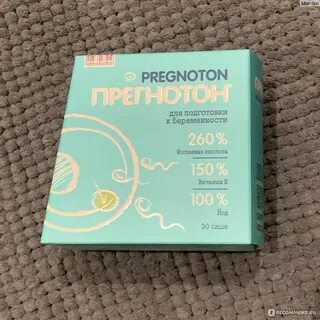 PREGNOTON
ПРЕГНОТОН
для подготовки
к беременности
260%
Фолиевая кислота
150%
Витамин Е
100%
Йод
30 саше